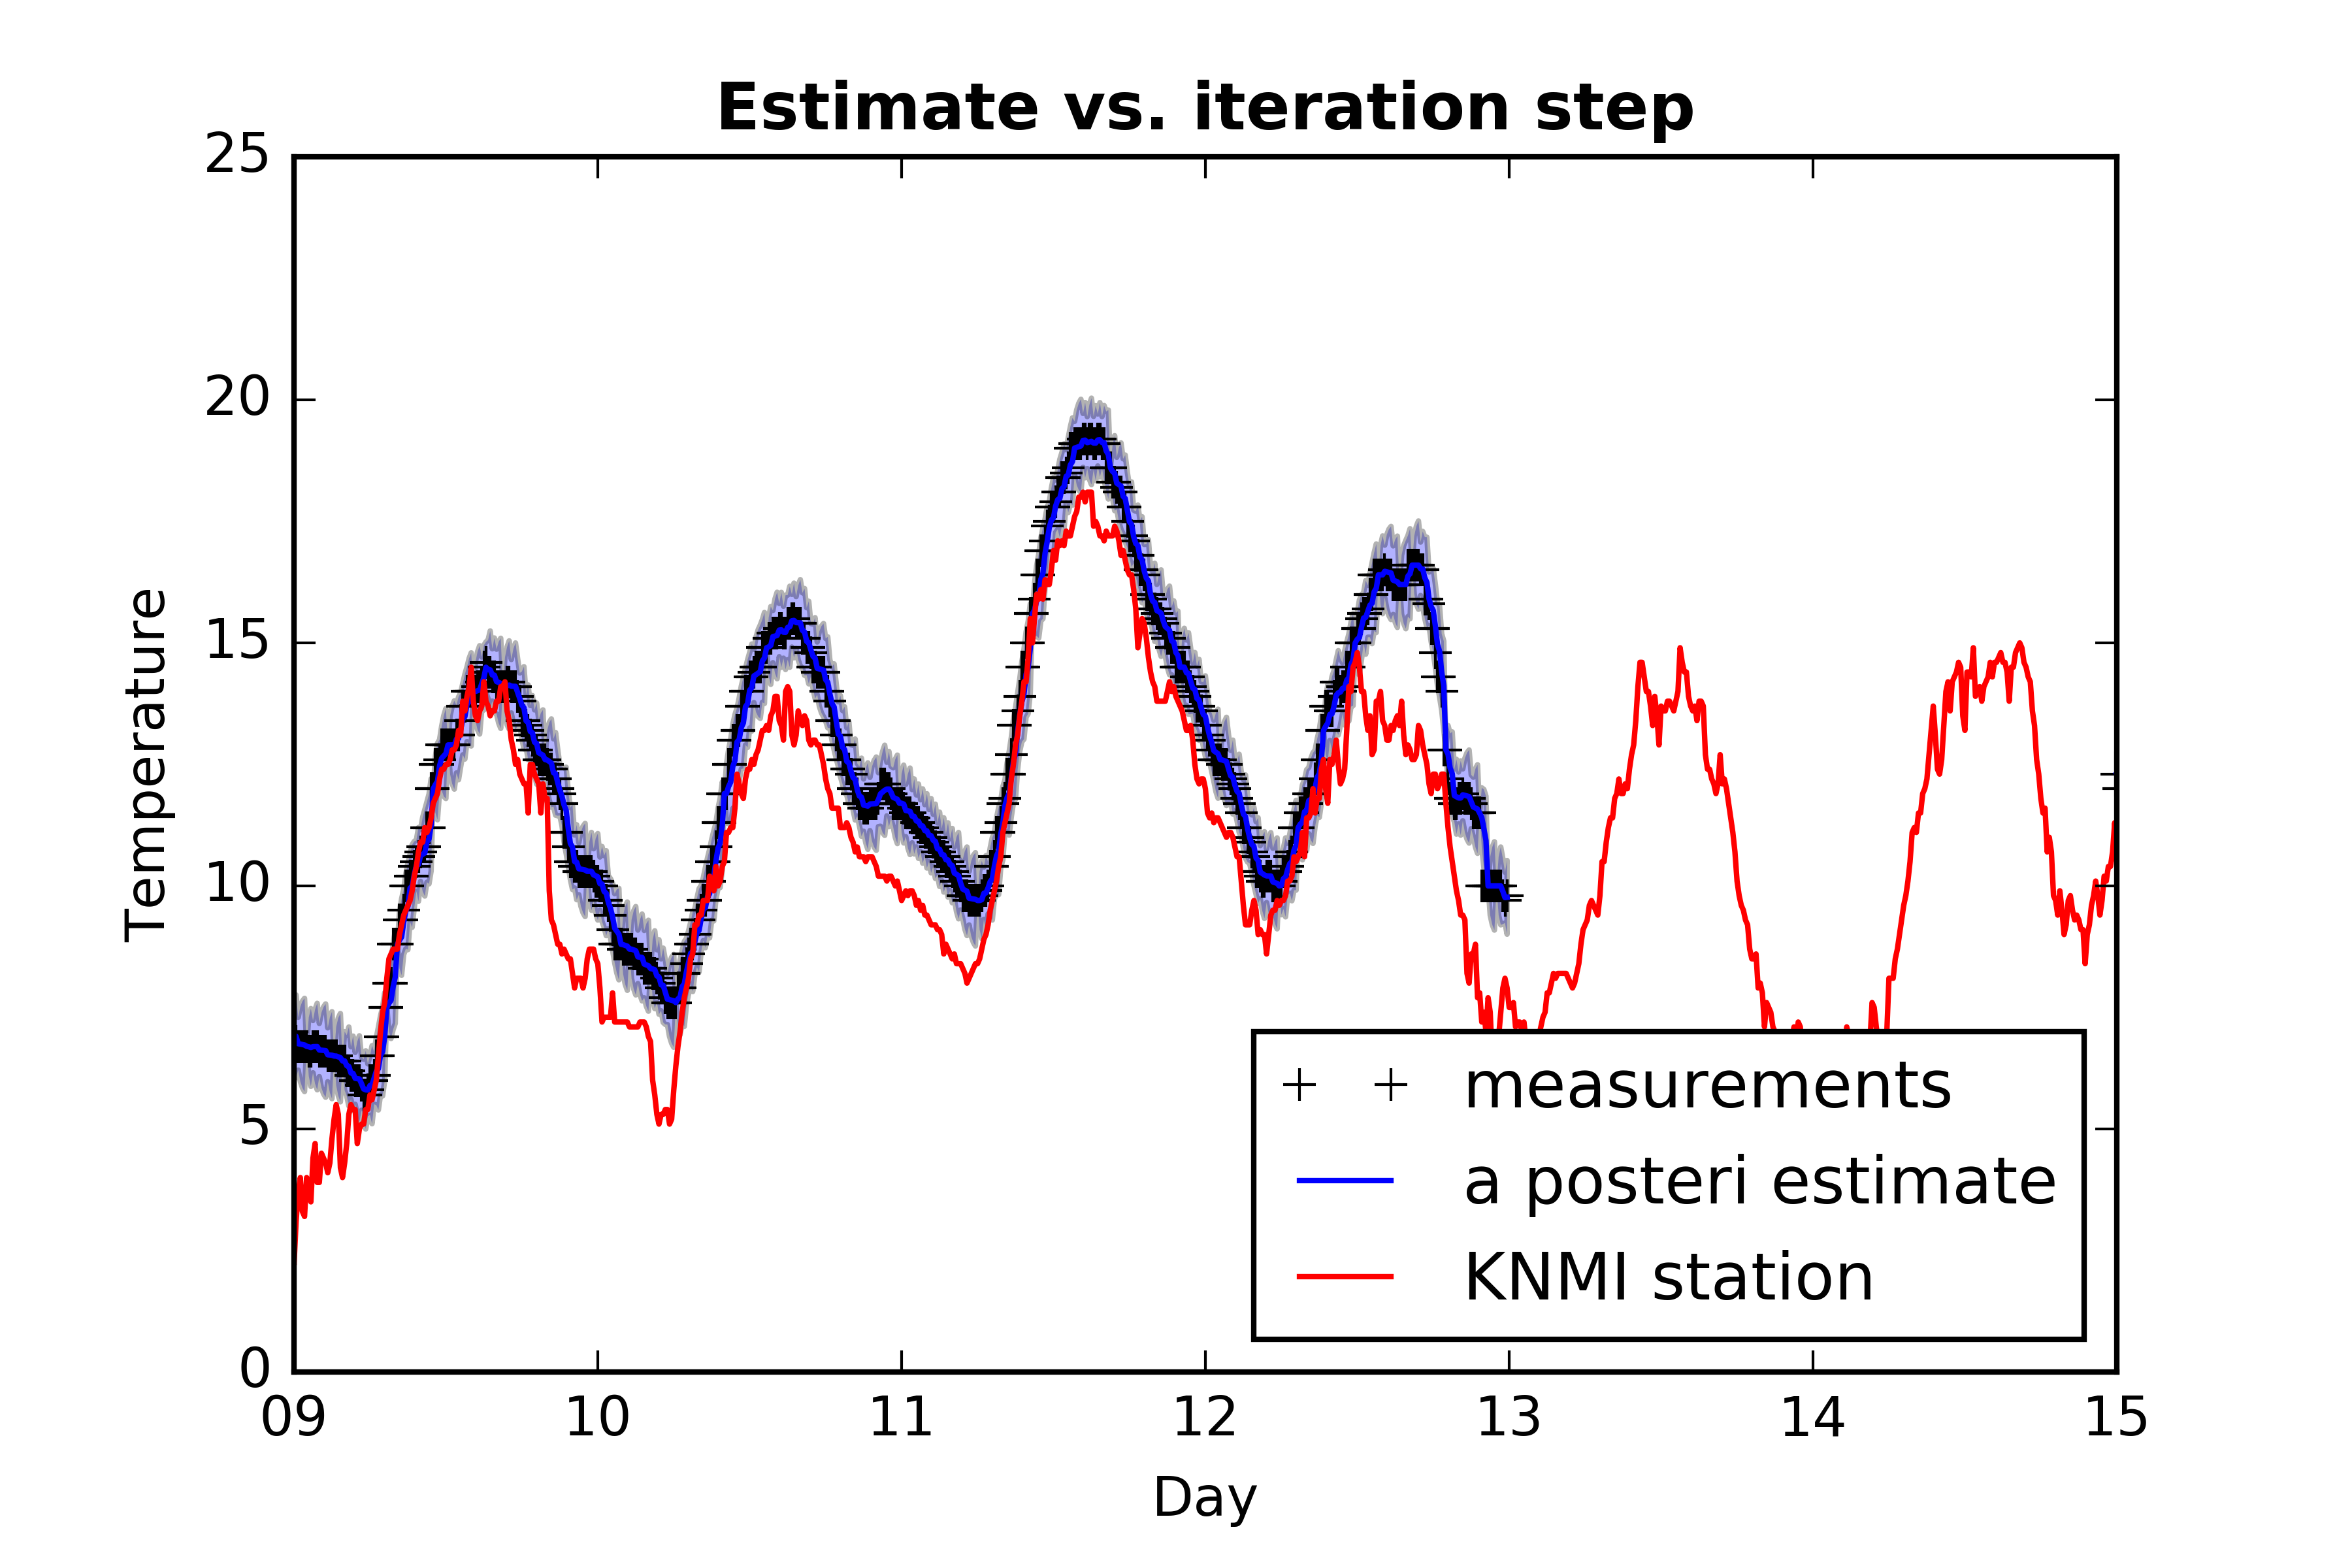 Estimate vs. iteration step
25
20
15
10
5
0
Temperature
09 10 11 12 13 14 15
Day
measurements
a posteri estimate
KNMI station